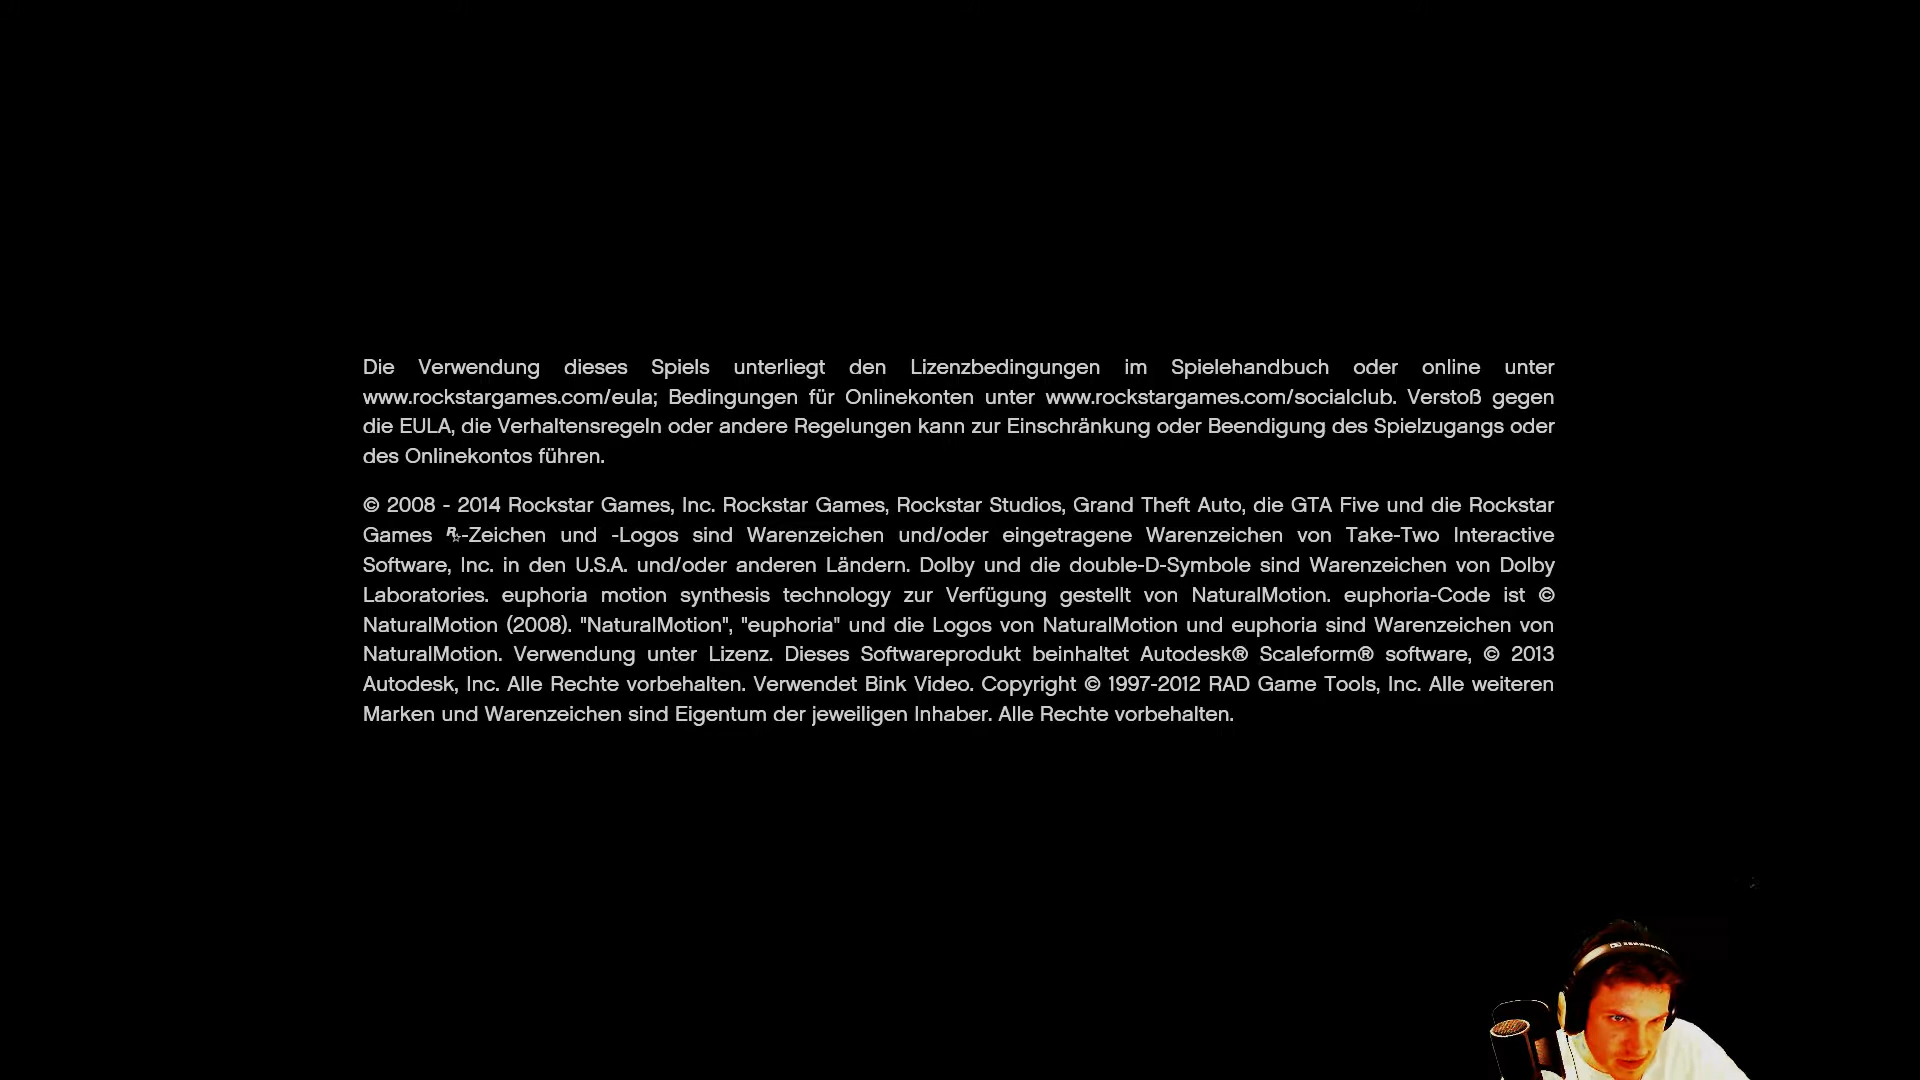 Die Verwendung dieses Spiels unterliegt den Lizenzbedingungen im Spielehandbuch oder online unter
www.rockstargames.com/eula; Bedingungen für Onlinekonten unter www.rockstargames.com/socialclub. Verstoß gegen
die EULA, die Verhaltensregeln oder andere Regelungen kann zur Einschränkung oder Beendigung des Spielzugangs oder
des Onlinekontos führen.
© 2008 - 2014 Rockstar Games, Inc. Rockstar Games, Rockstar Studios, Grand Theft Auto, die GTA Five und die Rockstar
Games R-Zeichen und -Logos sind Warenzeichen und/oder eingetragene Warenzeichen von Take-Two Interactive
Software, Inc. in den U.S.A. und/oder anderen Ländern. Dolby und die double-D-Symbole sind Warenzeichen von Dolby
Laboratories. euphoria motion synthesis technology zur Verfügung gestellt von NaturalMotion. euphoria-Code ist ©
NaturalMotion (2008). "NaturalMotion", "euphoria" und die Logos von NaturalMotion und euphoria sind Warenzeichen von
NaturalMotion. Verwendung unter Lizenz. Dieses Softwareprodukt beinhaltet Autodesk® Scaleform® software, © 2013
Autodesk, Inc. Alle Rechte vorbehalten. Verwendet Bink Video. Copyright © 1997-2012 RAD Game Tools, Inc. Alle weiteren
Marken und Warenzeichen sind Eigentum der jeweiligen Inhaber. Alle Rechte vorbehalten.